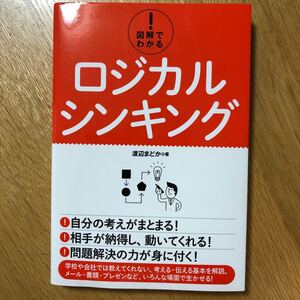 !
図解で
わかる
ロジカル
シンキング
渡辺まどか◎著
! 自分の考えがまとまる!
! 相手が納得し、動いてくれる!
! 問題解決の力が身に付く!
学校や会社では教えてくれない、考える・伝える基本を解説。
メール・書類・プレゼンなど、いろんな場面で生かせる!